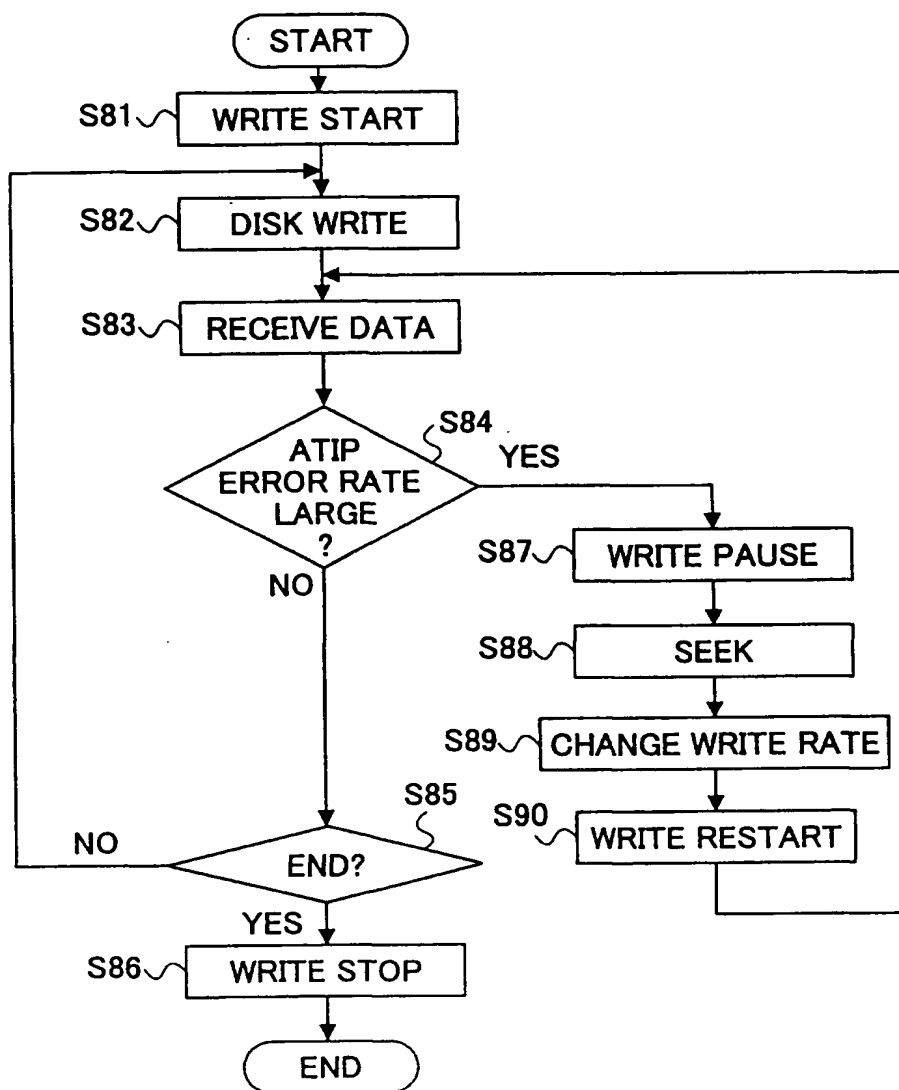 START
S81
WRITE START
S82
DISK WRITE
S83
RECEIVE DATA
S84
ATIP
ERROR RATE
LARGE
?
YES
NO
S87
WRITE PAUSE
S88
SEEK
S89
CHANGE WRITE RATE
S90
WRITE RESTART
S85
END?
NO
YES
S86
WRITE STOP
END